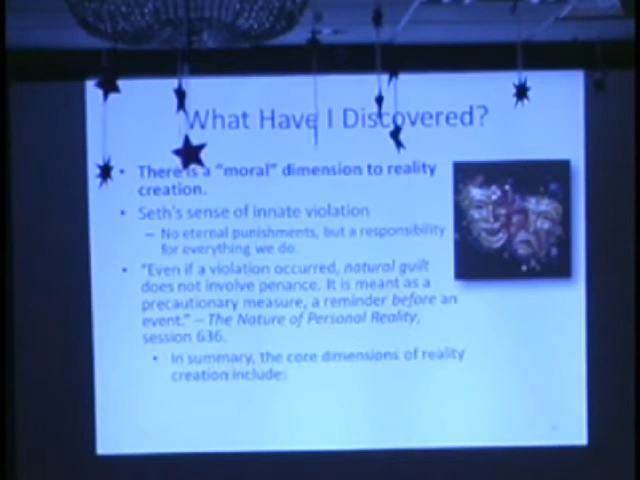 What Have I Discovered?
• There is a "moral" dimension to reality
creation.
• Seth's sense of innate violation
– No eternal punishments, but a responsibility
for everything we do.
• "Even if a violation occurred, natural guilt
does not involve penance. It is meant as a
precautionary measure, a reminder before an
event." – The Nature of Personal Reality,
session 636.
• In summary, the core dimensions of reality
creation include: